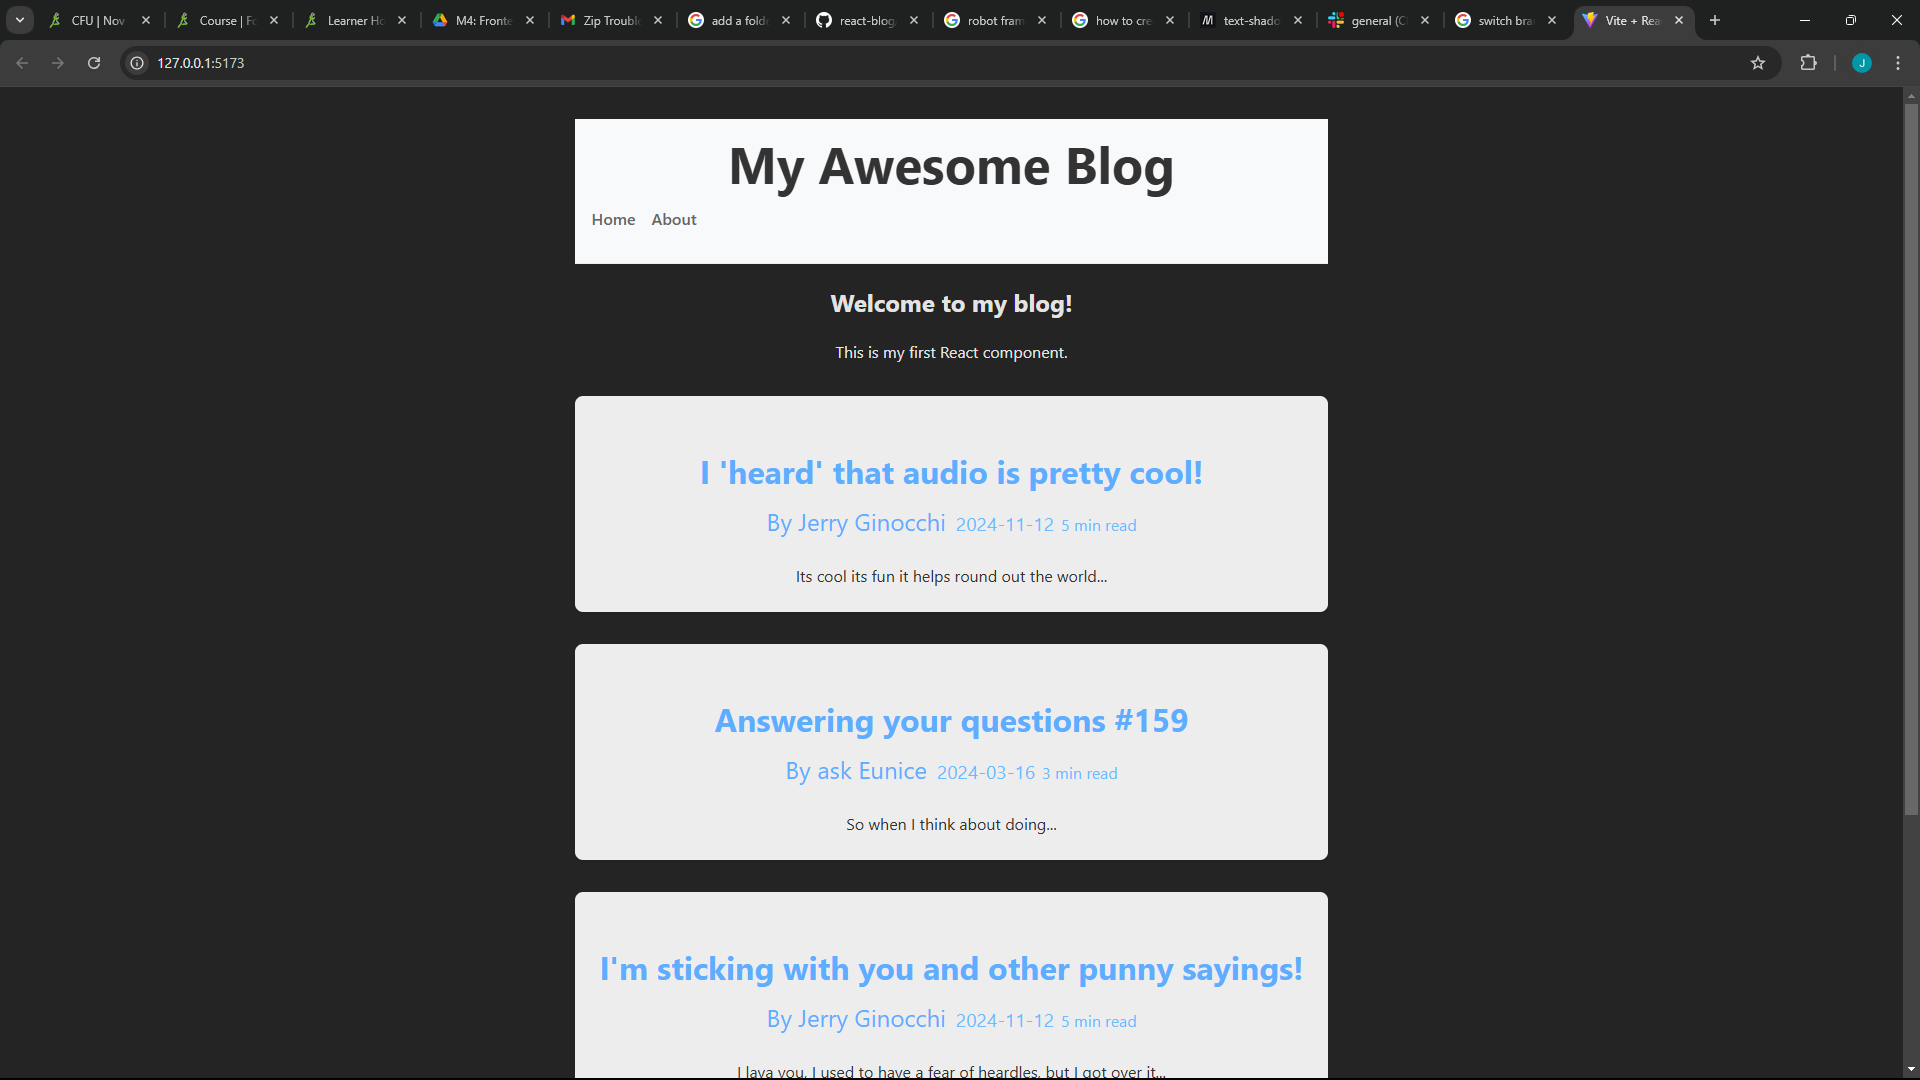 CFU | Nov
Course | Fo
Learner Ho
M4: Fronte
Zip Trouble
add a folde
react-blog
robot fram
how to cre
text-shado
general (C
switch bra
Vite + Rea
127.0.0.1:5173
J
My Awesome Blog
Home About
Welcome to my blog!
This is my first React component.
I 'heard' that audio is pretty cool!
By Jerry Ginocchi 2024-11-12 5 min read
Its cool its fun it helps round out the world...
Answering your questions #159
By ask Eunice 2024-03-16 3 min read
So when I think about doing...
I'm sticking with you and other punny sayings!
By Jerry Ginocchi 2024-11-12 5 min read
I lava you, I used to have a fear of heardles, but I got over it...